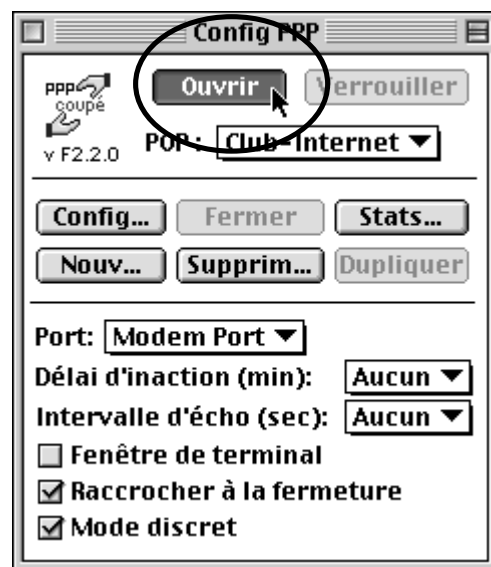 Config PPP
Ouvrir Verrouiller
PPP
coupé
v F2.2.0
POP : Club-Internet
Config... Fermer Stats...
Nouv... Supprim... Dupliquer
Port: Modem Port
Délai d'inaction (min): Aucun
Intervalle d'écho (sec): Aucun
Fenêtre de terminal
Raccrocher à la fermeture
Mode discret